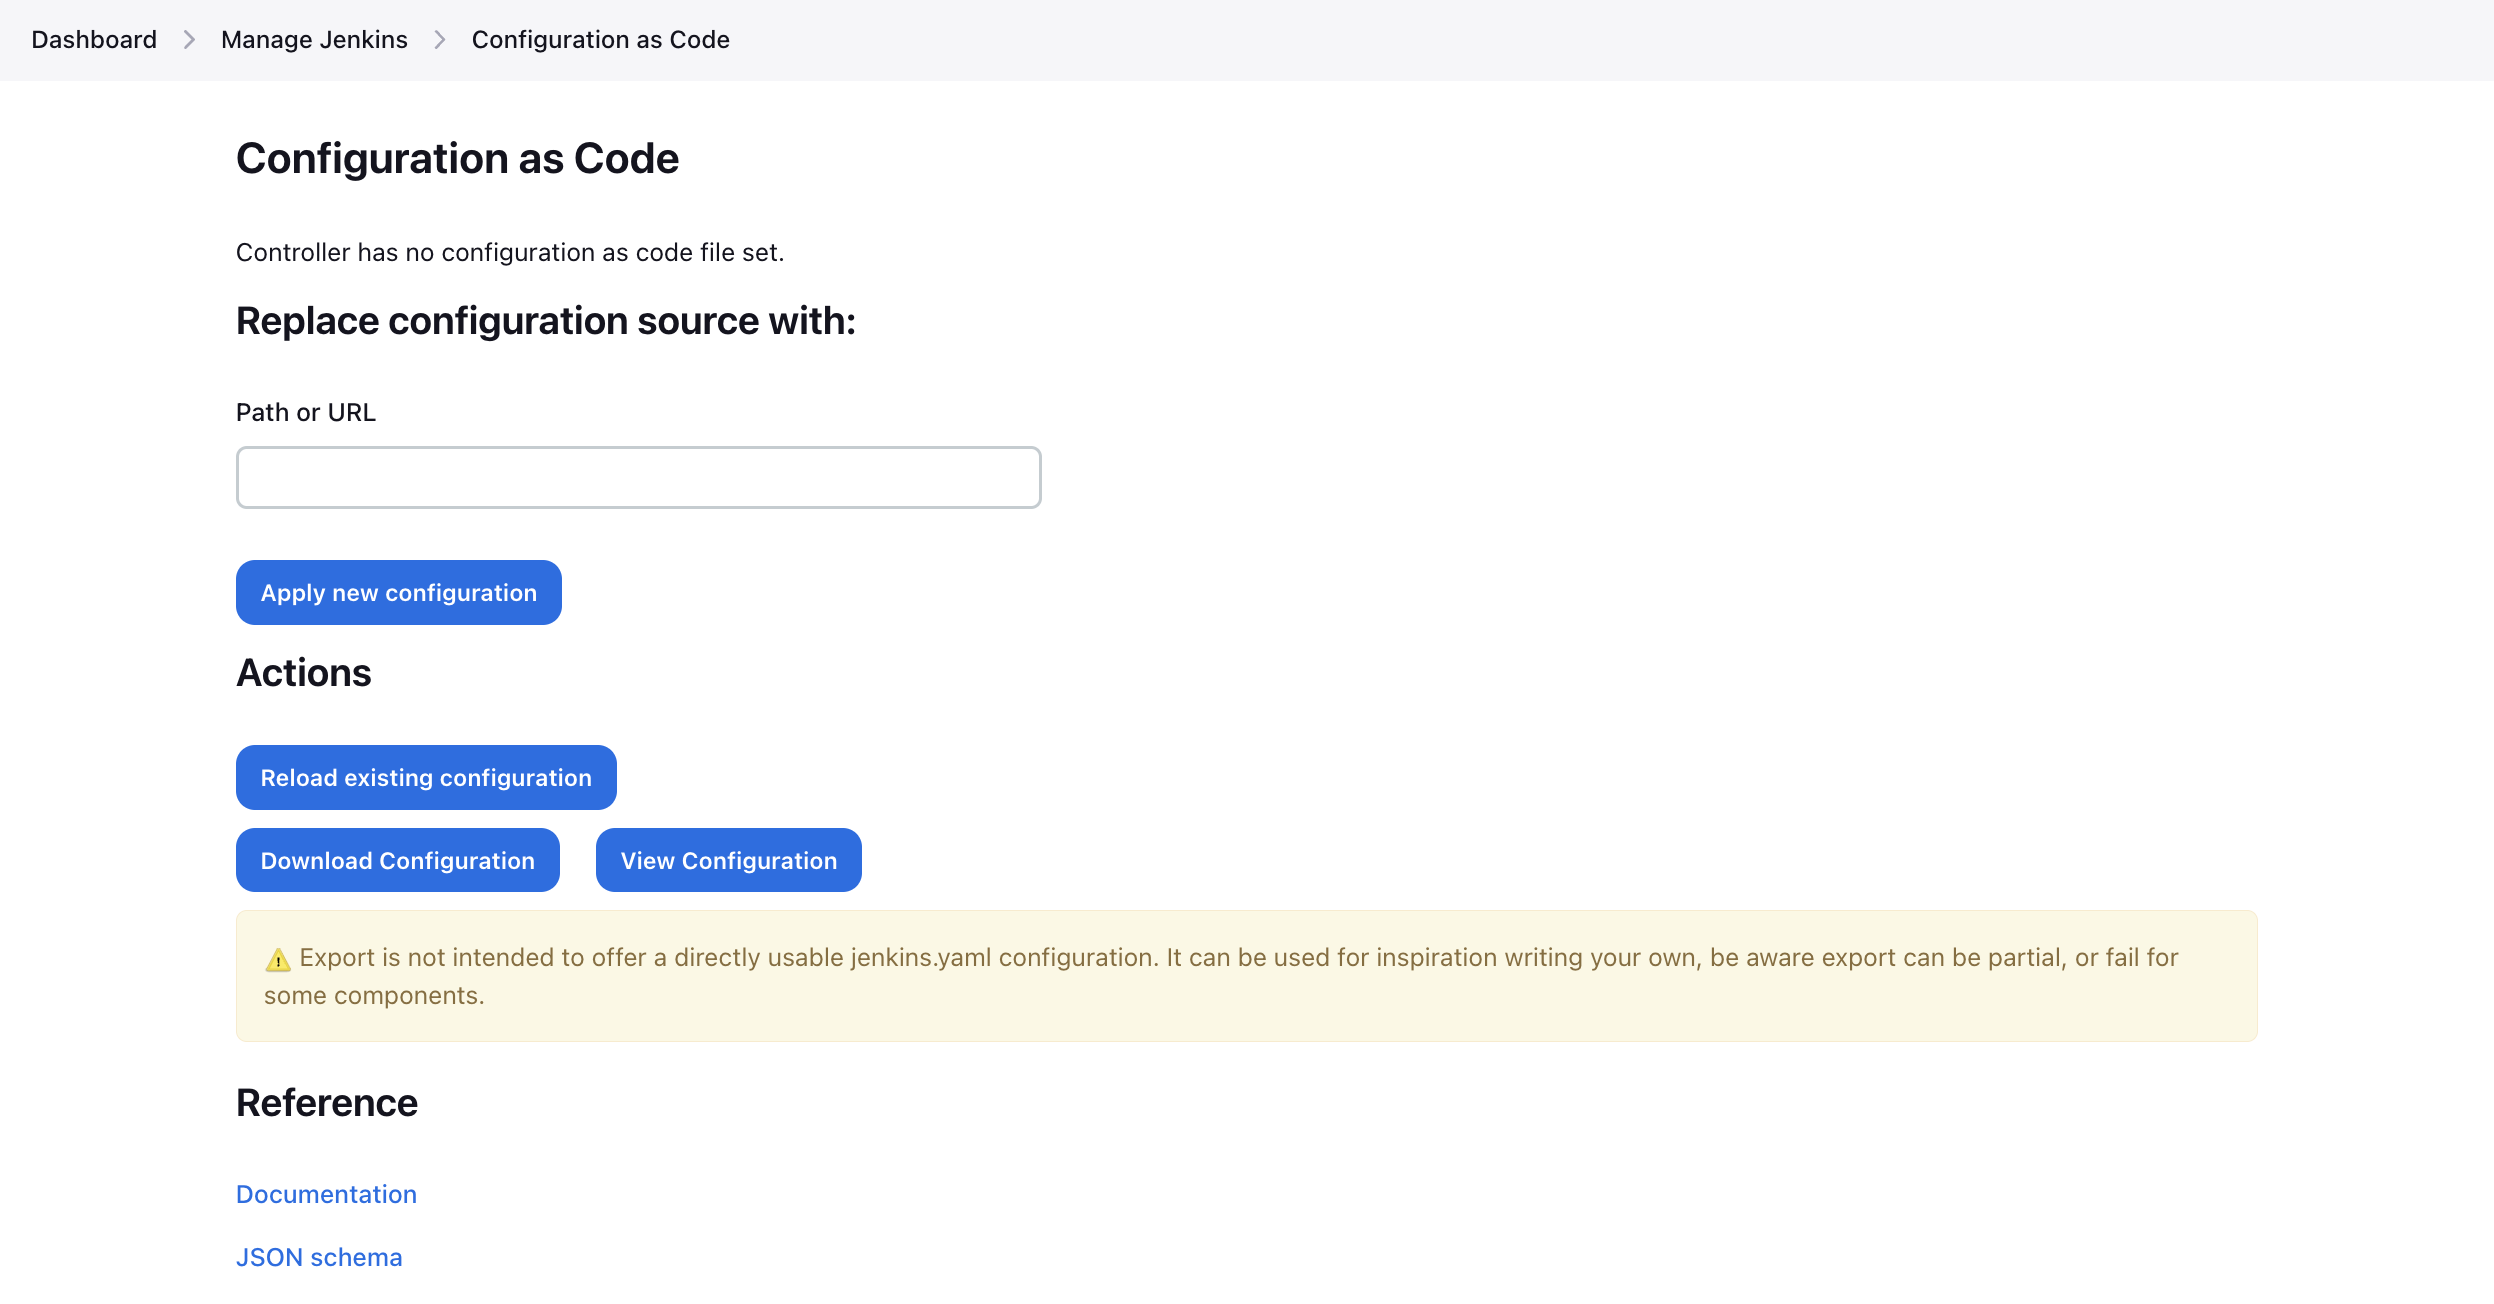 Dashboard > Manage Jenkins > Configuration as Code
Configuration as Code
Controller has no configuration as code file set.
Replace configuration source with:
Path or URL
Apply new configuration
Actions
Reload existing configuration
Download Configuration View Configuration
⚠️ Export is not intended to offer a directly usable jenkins.yaml configuration. It can be used for inspiration writing your own, be aware export can be partial, or fail for
some components.
Reference
Documentation
JSON schema